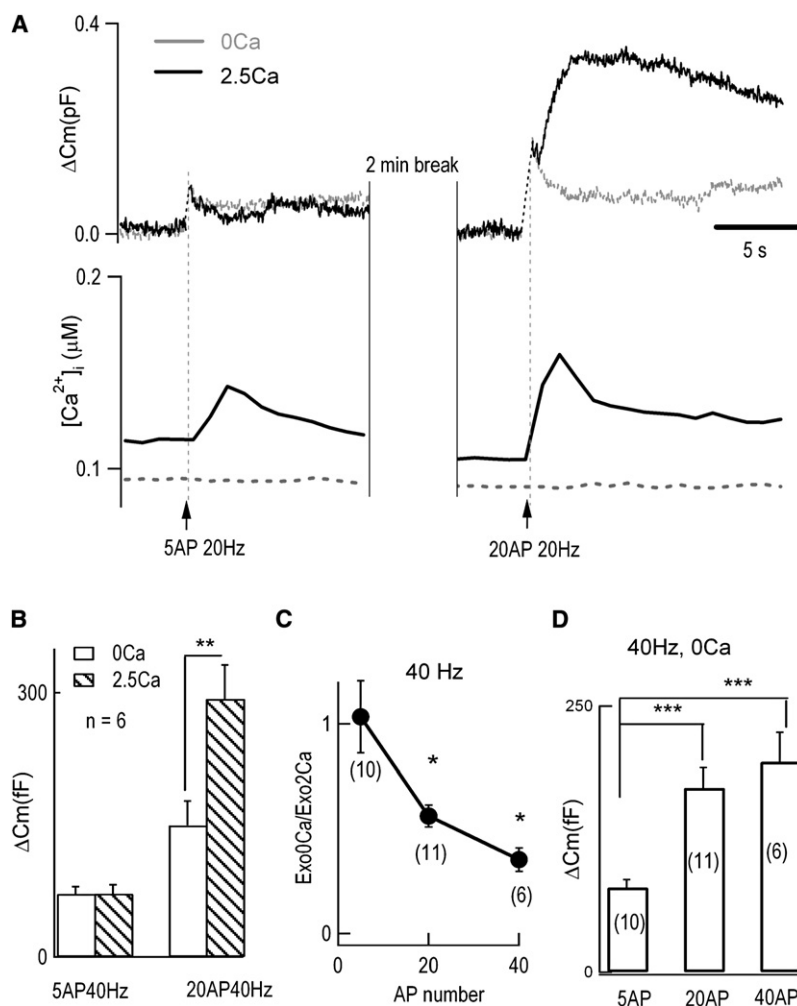 A
0Ca
2.5Ca
0.4
ΔCm(pF)
0.0
2 min break
5 s
0.2
[Ca²⁺]ᵢ (μM)
0.1
5AP 20Hz
20AP 20Hz
B
0Ca
2.5Ca
n = 6
**
300
ΔCm(fF)
0
5AP40Hz
20AP40Hz
C
40 Hz
1
Exo0Ca/Exo2Ca
(10)
*
(11)
*
(6)
0
0
20
40
AP number
D
40Hz, 0Ca
***
***
250
ΔCm(fF)
(10)
(11)
(6)
0
5AP
20AP
40AP